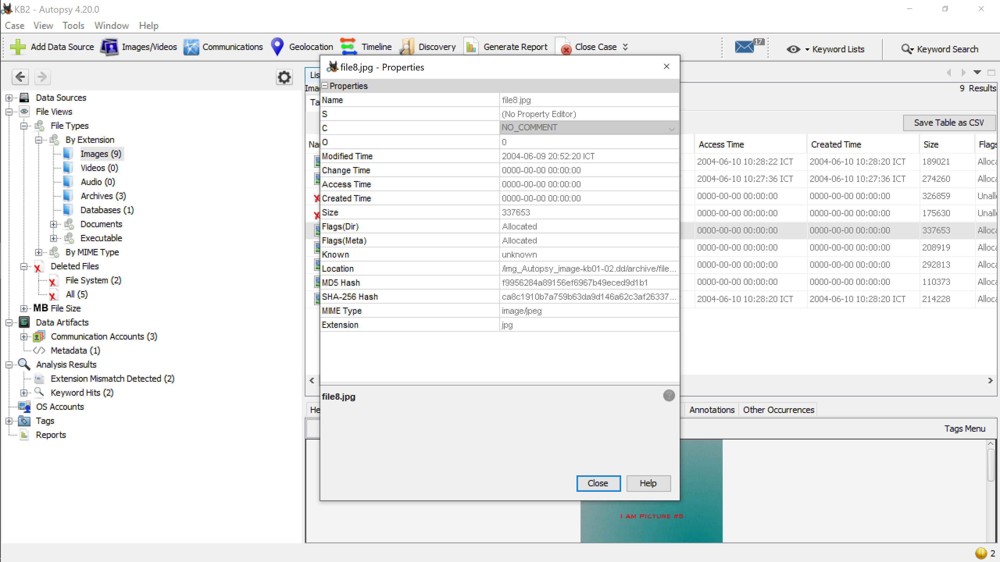 KB2 - Autopsy 4.20.0
Case View Tools Window Help
Add Data Source Images/Videos Communications Geolocation Timeline Discovery Generate Report Close Case 17 Keyword Lists Keyword Search
Data Sources
File Views
File Types
By Extension
Images (9)
Videos (0)
Audio (0)
Archives (3)
Databases (1)
Documents
Executable
By MIME Type
Deleted Files
File System (2)
All (5)
MB File Size
Data Artifacts
Communication Accounts (3)
Metadata (1)
Analysis Results
Extension Mismatch Detected (2)
Keyword Hits (2)
OS Accounts
Tags
Reports
file8.jpg - Properties
Properties
Name file8.jpg
S (No Property Editor)
C NO_COMMENT
O 0
Modified Time 2004-06-09 20:52:20 ICT
Change Time 0000-00-00 00:00:00
Access Time 0000-00-00 00:00:00
Created Time 0000-00-00 00:00:00
Size 337653
Flags(Dir) Allocated
Flags(Meta) Allocated
Known unknown
Location /img_Autopsy_image-kb01-02.dd/archive/file...
MD5 Hash f9956284a89156ef6967b49eced9d1b1
SHA-256 Hash ca8c1910b7a759b63da9d146a62c3af26337...
MIME Type image/jpeg
Extension jpg
file8.jpg
Close Help
9 Results
Save Table as CSV
Access Time Created Time Size Flags
2004-06-10 10:28:22 ICT 2004-06-10 10:28:20 ICT 189021 Alloc
2004-06-10 10:27:36 ICT 2004-06-10 10:27:36 ICT 274260 Alloc
0000-00-00 00:00:00 0000-00-00 00:00:00 326859 Unall
0000-00-00 00:00:00 0000-00-00 00:00:00 175630 Unall
0000-00-00 00:00:00 0000-00-00 00:00:00 337653 Alloc
0000-00-00 00:00:00 0000-00-00 00:00:00 208919 Alloc
0000-00-00 00:00:00 0000-00-00 00:00:00 292813 Alloc
0000-00-00 00:00:00 0000-00-00 00:00:00 110373 Alloc
2004-06-10 10:28:20 ICT 2004-06-10 10:28:20 ICT 214228 Alloc
Annotations Other Occurrences
Tags Menu
I AM PICTURE #5
2